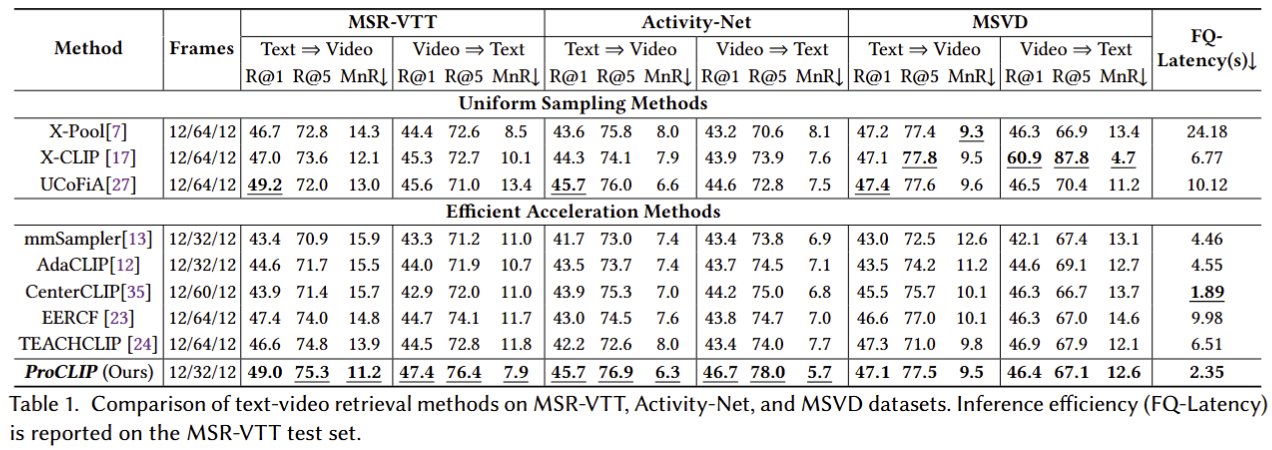 MSR-VTT Activity-Net MSVD
Method Frames Text ⇒ Video Video ⇒ Text Text ⇒ Video Video ⇒ Text Text ⇒ Video Video ⇒ Text FQ-Latency(s)↓
R@1 R@5 MnR↓ R@1 R@5 MnR↓ R@1 R@5 MnR↓ R@1 R@5 MnR↓ R@1 R@5 MnR↓ R@1 R@5 MnR↓
Uniform Sampling Methods
X-Pool[7] 12/64/12 46.7 72.8 14.3 44.4 72.6 8.5 43.6 75.8 8.0 43.2 70.6 8.1 47.2 77.4 9.3 46.3 66.9 13.4 24.18
X-CLIP [17] 12/64/12 47.0 73.6 12.1 45.3 72.7 10.1 44.3 74.1 7.9 43.9 73.9 7.6 47.1 77.8 9.5 60.9 87.8 4.7 6.77
UCoFiA[27] 12/64/12 49.2 72.0 13.0 45.6 71.0 13.4 45.7 76.0 6.6 44.6 72.8 7.5 47.4 77.6 9.6 46.5 70.4 11.2 10.12
Efficient Acceleration Methods
mmSampler[13] 12/32/12 43.4 70.9 15.9 43.3 71.2 11.0 41.7 73.0 7.4 43.4 73.8 6.9 43.0 72.5 12.6 42.1 67.4 13.1 4.46
AdaCLIP[12] 12/32/12 44.6 71.7 15.5 44.0 71.9 10.7 43.5 73.7 7.4 43.7 74.5 7.1 43.5 74.2 11.2 44.6 69.1 12.7 4.55
CenterCLIP[35] 12/60/12 43.9 71.4 15.7 42.9 72.0 11.0 43.9 75.3 7.0 44.2 75.0 6.8 45.5 75.7 10.1 46.3 66.7 13.7 1.89
EERCF [23] 12/64/12 47.4 74.0 14.8 44.7 74.1 11.7 43.0 74.5 7.6 43.8 74.7 7.0 46.6 77.0 10.1 46.3 67.0 14.6 9.98
TEACHCLIP [24] 12/64/12 46.6 74.8 13.9 44.5 72.8 11.8 42.2 72.6 8.0 43.4 74.0 7.7 47.3 71.0 9.8 46.9 67.9 12.1 6.51
ProCLIP (Ours) 12/32/12 49.0 75.3 11.2 47.4 76.4 7.9 45.7 76.9 6.3 46.7 78.0 5.7 47.1 77.5 9.5 46.4 67.1 12.6 2.35
Table 1. Comparison of text-video retrieval methods on MSR-VTT, Activity-Net, and MSVD datasets. Inference efficiency (FQ-Latency)
is reported on the MSR-VTT test set.